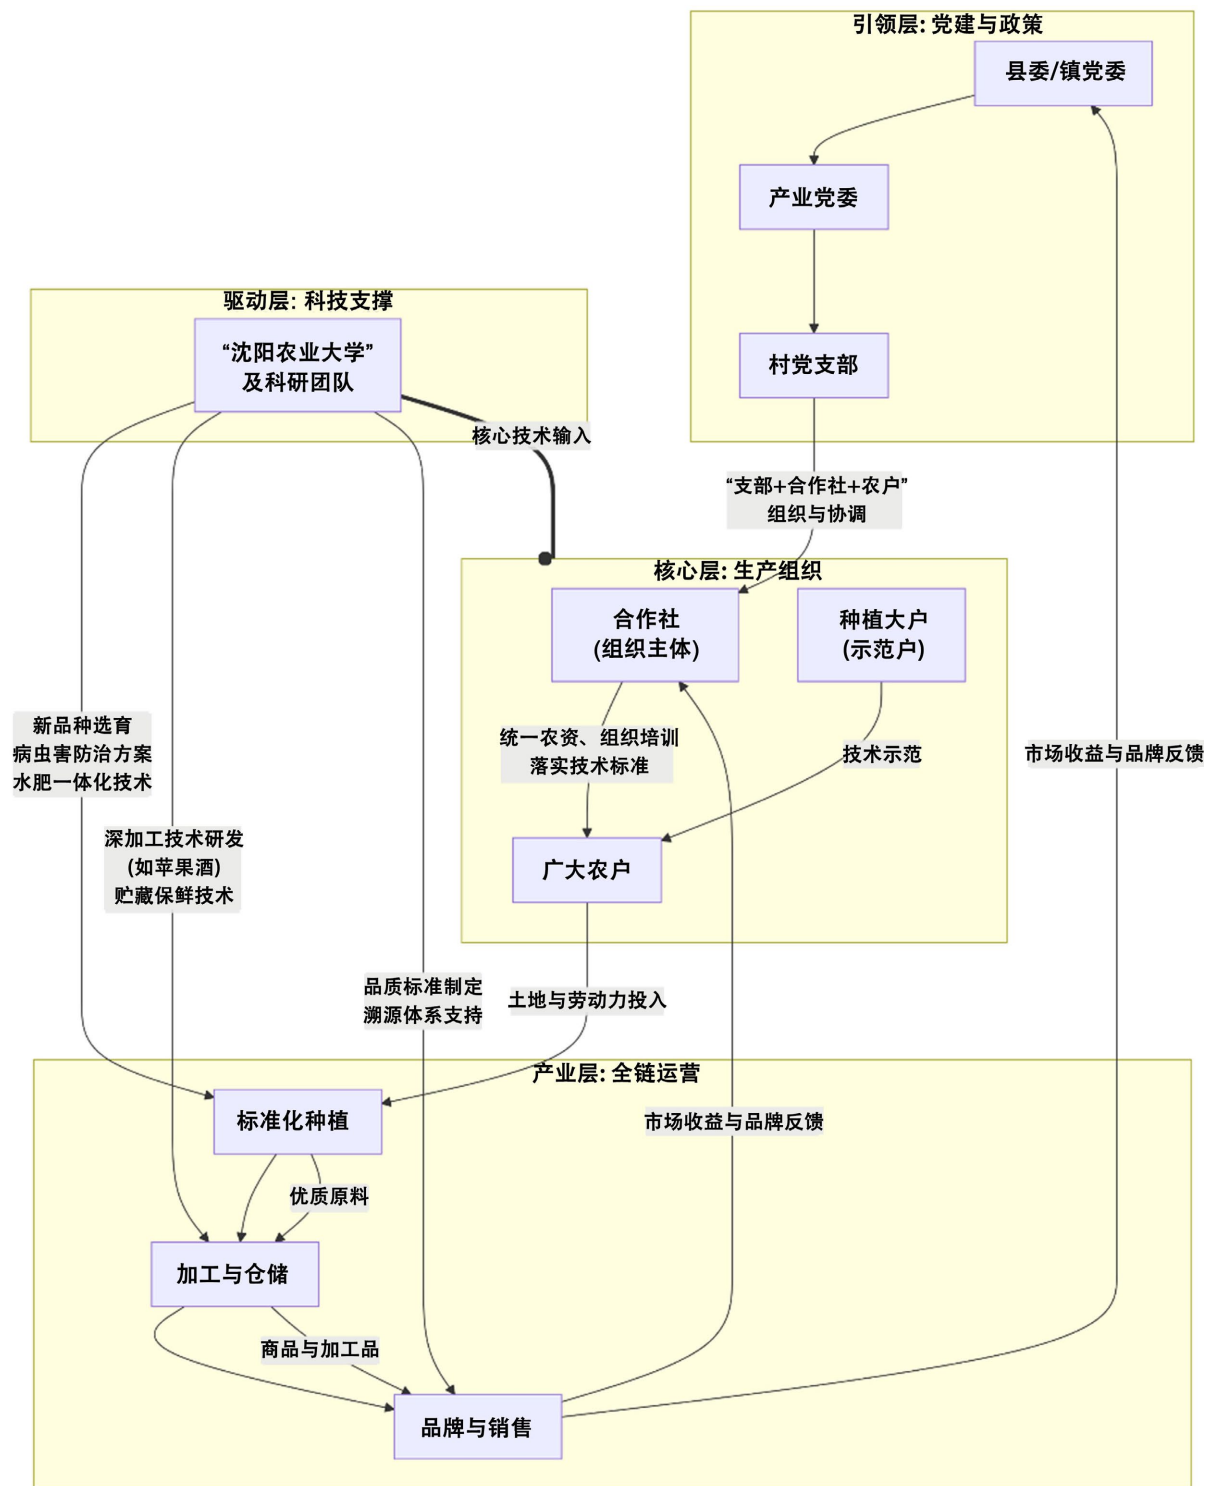 引领层: 党建与政策
县委/镇党委
产业党委
村党支部
驱动层: 科技支撑
“沈阳农业大学”
及科研团队
核心技术输入
“支部+合作社+农户”
组织与协调
核心层: 生产组织
合作社
(组织主体)
种植大户
(示范户)
新品种选育
病虫害防治方案
水肥一体化技术
统一农资、组织培训
落实技术标准
技术示范
市场收益与品牌反馈
深加工技术研发
(如苹果酒)
贮藏保鲜技术
广大农户
品质标准制定
溯源体系支持
土地与劳动力投入
产业层: 全链运营
标准化种植
市场收益与品牌反馈
优质原料
加工与仓储
商品与加工品
品牌与销售